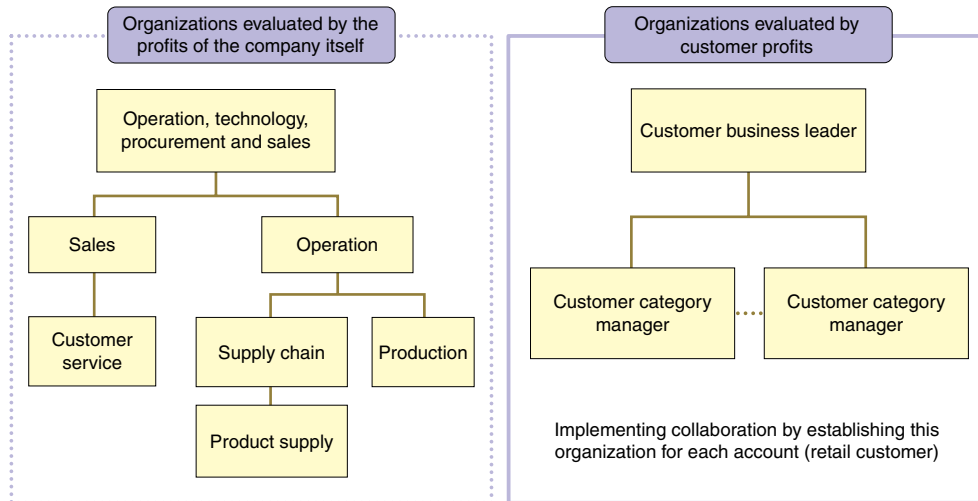 Organizations evaluated by the
profits of the company itself
Operation, technology,
procurement and sales
Sales
Operation
Customer
service
Supply chain
Production
Product supply
Organizations evaluated by
customer profits
Customer business leader
Customer category
manager
Customer category
manager
Implementing collaboration by establishing this
organization for each account (retail customer)